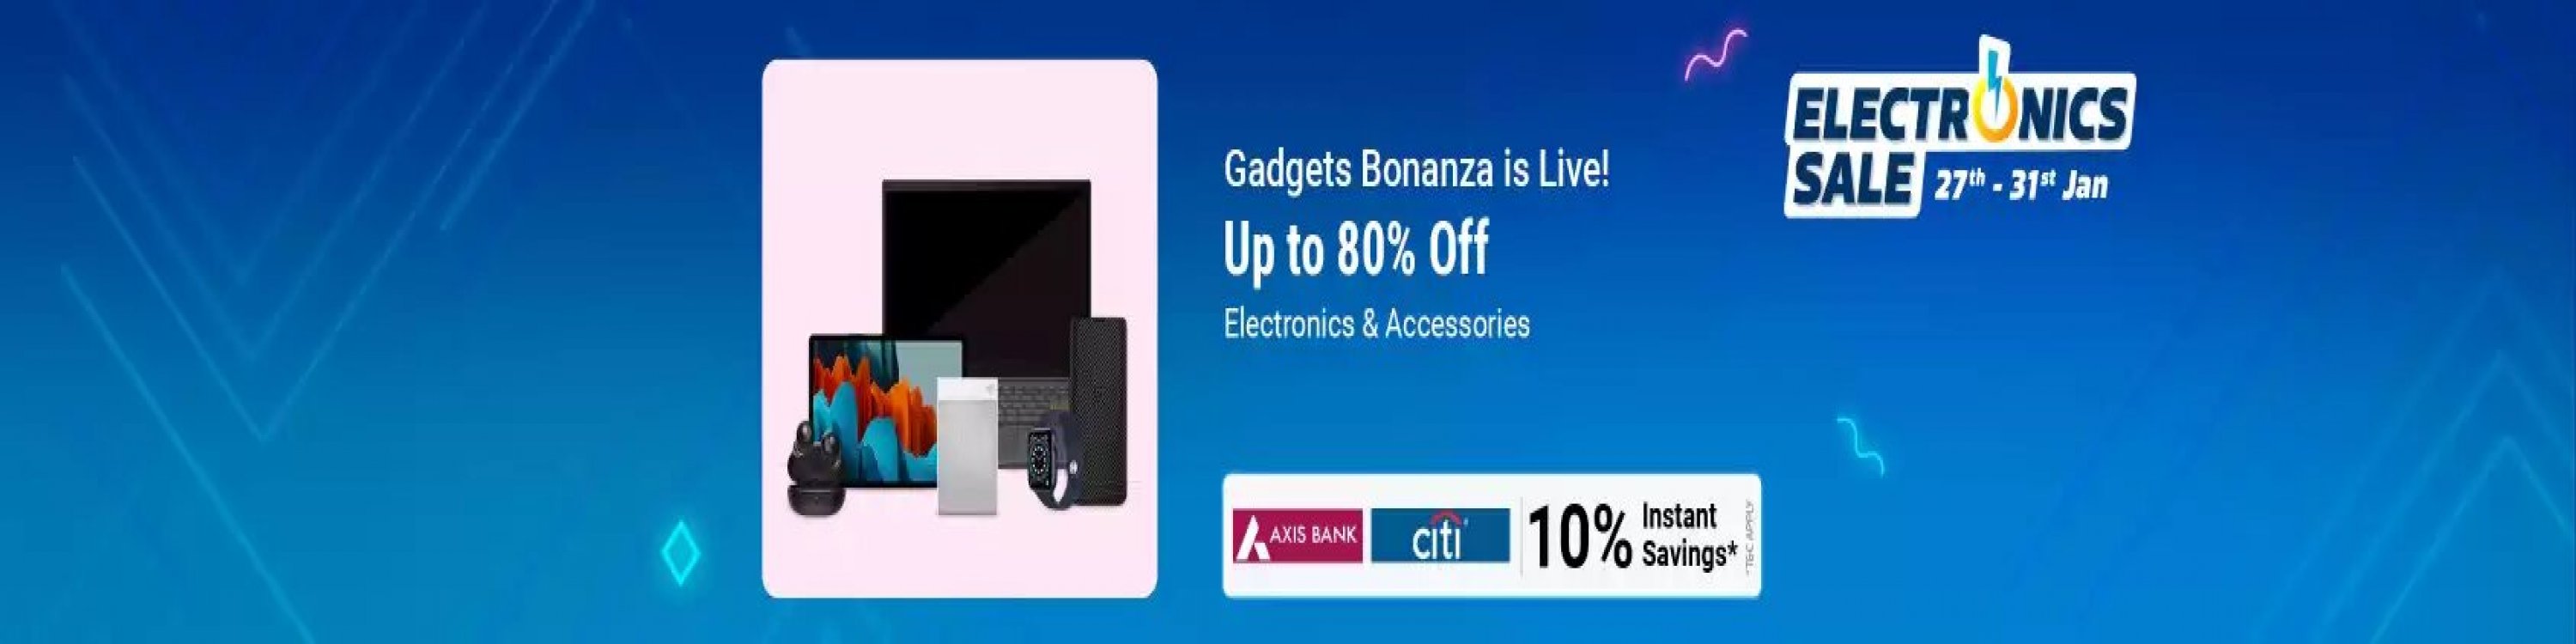 Gadgets Bonanza is Live!
Up to 80% Off
Electronics & Accessories
AXIS BANK
citi
10%
Instant
Savings*
*T&C APPLY
ELECTRONICS
SALE 27th - 31st Jan